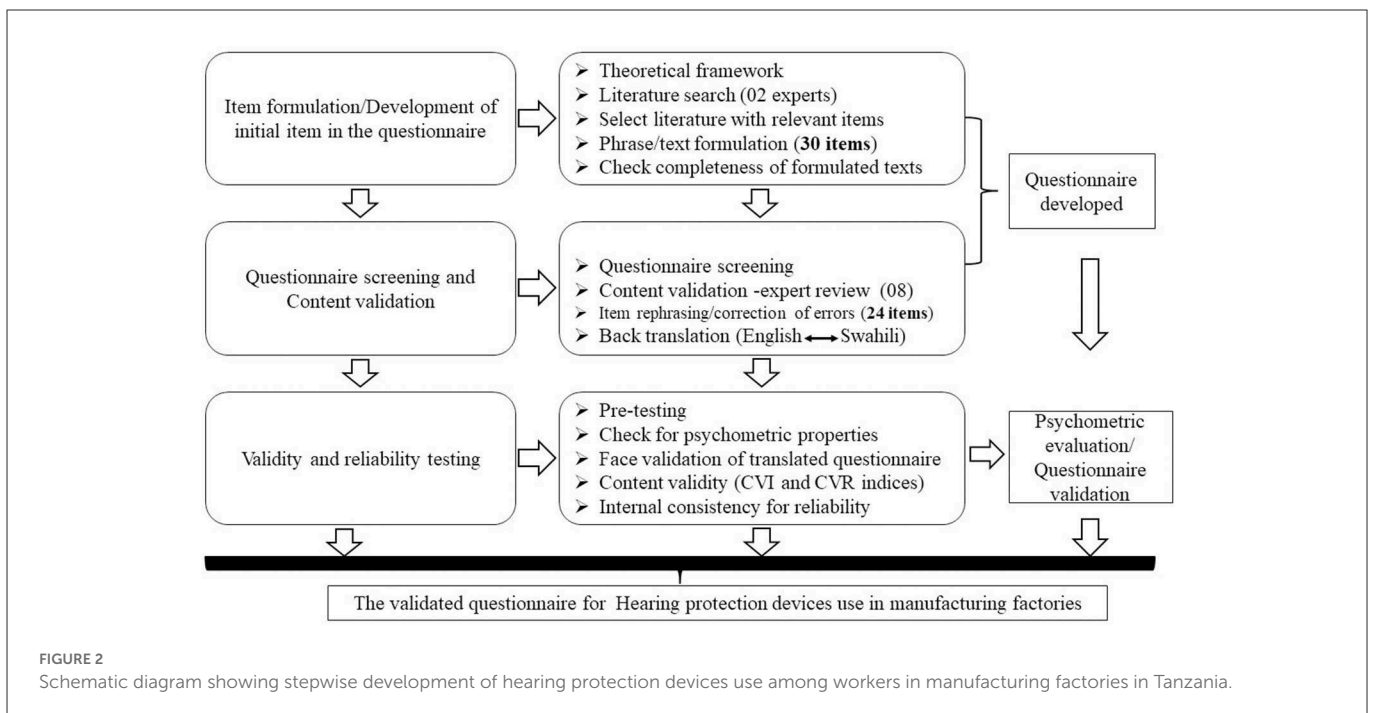 Item formulation/Development of
initial item in the questionnaire
➢ Theoretical framework
➢ Literature search (02 experts)
➢ Select literature with relevant items
➢ Phrase/text formulation (30 items)
➢ Check completeness of formulated texts
Questionnaire
developed
Questionnaire screening and
Content validation
➢ Questionnaire screening
➢ Content validation -expert review (08)
➢ Item rephrasing/correction of errors (24 items)
➢ Back translation (English ⟷ Swahili)
Validity and reliability testing
➢ Pre-testing
➢ Check for psychometric properties
➢ Face validation of translated questionnaire
➢ Content validity (CVI and CVR indices)
➢ Internal consistency for reliability
Psychometric
evaluation/
Questionnaire
validation
The validated questionnaire for Hearing protection devices use in manufacturing factories
FIGURE 2
Schematic diagram showing stepwise development of hearing protection devices use among workers in manufacturing factories in Tanzania.